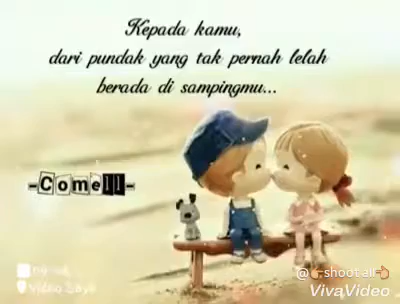 Kepada kamu,
dari pundak yang tak pernah lelah
berada di sampingmu...
-Comell-
@👉shoot all👈
VivaVideo